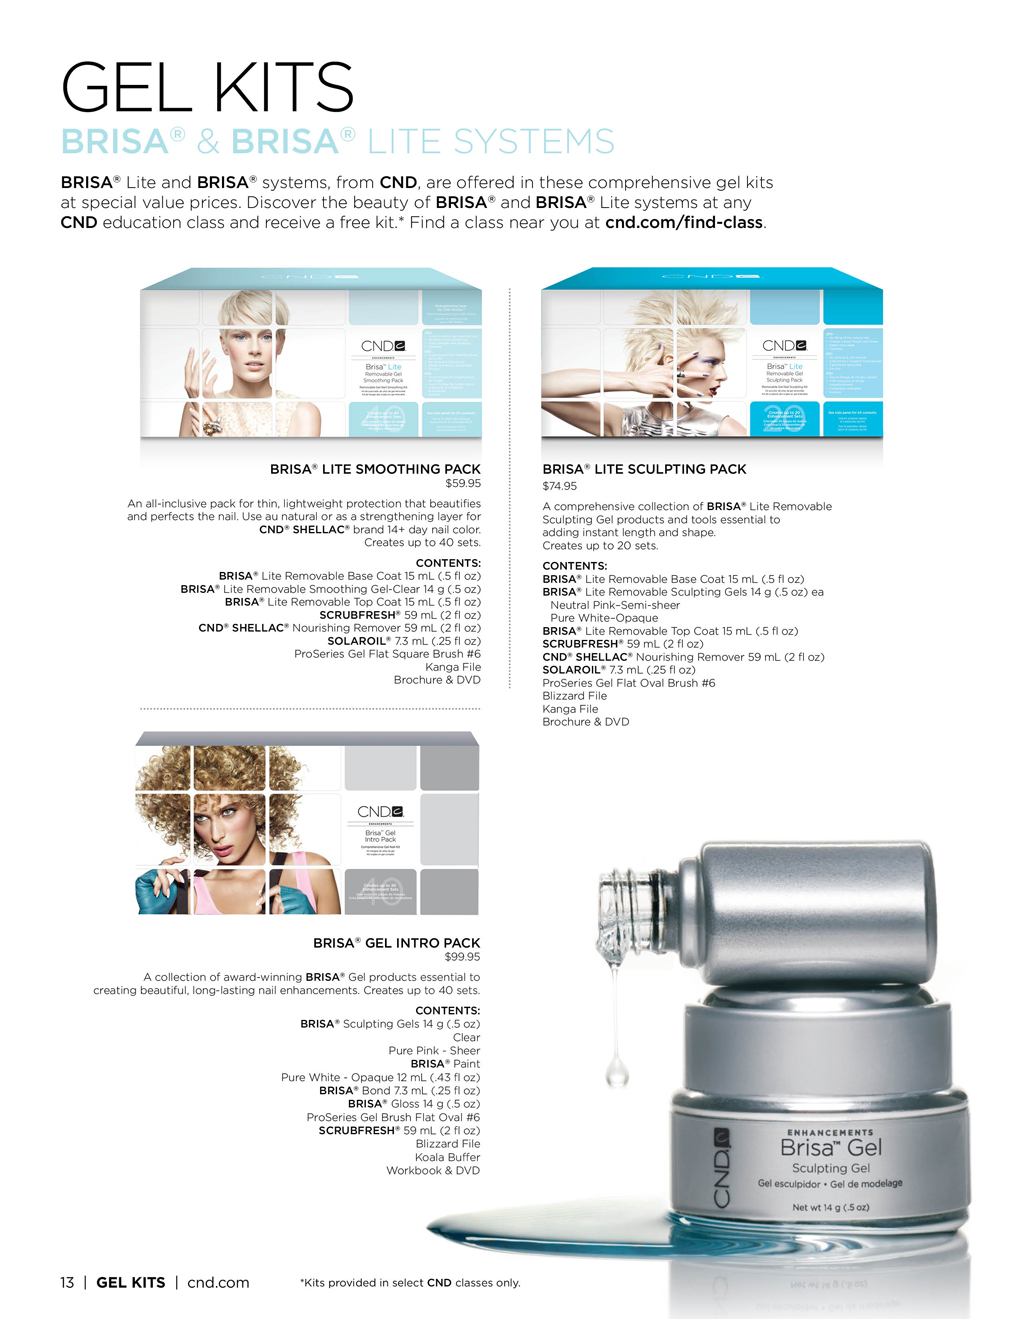 GEL KITS
BRISA® & BRISA® LITE SYSTEMS
BRISA® Lite and BRISA® systems, from CND, are offered in these comprehensive gel kits
at special value prices. Discover the beauty of BRISA® and BRISA® Lite systems at any
CND education class and receive a free kit.* Find a class near you at cnd.com/find-class.
CND
CND
ENHANCEMENTS
Brisa™ Lite
Removable Gel
Smoothing Pack
40
BRISA® LITE SMOOTHING PACK
$59.95
An all-inclusive pack for thin, lightweight protection that beautifies
and perfects the nail. Use au natural or as a strengthening layer for
CND® SHELLAC® brand 14+ day nail color.
Creates up to 40 sets.
CONTENTS:
BRISA® Lite Removable Base Coat 15 mL (.5 fl oz)
BRISA® Lite Removable Smoothing Gel-Clear 14 g (.5 oz)
BRISA® Lite Removable Top Coat 15 mL (.5 fl oz)
SCRUBFRESH® 59 mL (2 fl oz)
CND® SHELLAC® Nourishing Remover 59 mL (2 fl oz)
SOLAROIL® 7.3 mL (.25 fl oz)
ProSeries Gel Flat Square Brush #6
Kanga File
Brochure & DVD
CND
CND
ENHANCEMENTS
Brisa™ Lite
Removable Gel
Sculpting Pack
20
BRISA® LITE SCULPTING PACK
$74.95
A comprehensive collection of BRISA® Lite Removable
Sculpting Gel products and tools essential to
adding instant length and shape.
Creates up to 20 sets.
CONTENTS:
BRISA® Lite Removable Base Coat 15 mL (.5 fl oz)
BRISA® Lite Removable Sculpting Gels 14 g (.5 oz) ea
Neutral Pink–Semi-sheer
Pure White–Opaque
BRISA® Lite Removable Top Coat 15 mL (.5 fl oz)
SCRUBFRESH® 59 mL (2 fl oz)
CND® SHELLAC® Nourishing Remover 59 mL (2 fl oz)
SOLAROIL® 7.3 mL (.25 fl oz)
ProSeries Gel Flat Oval Brush #6
Blizzard File
Kanga File
Brochure & DVD
CND
ENHANCEMENTS
Brisa™ Gel
Intro Pack
40
BRISA® GEL INTRO PACK
$99.95
A collection of award-winning BRISA® Gel products essential to
creating beautiful, long-lasting nail enhancements. Creates up to 40 sets.
CONTENTS:
BRISA® Sculpting Gels 14 g (.5 oz)
Clear
Pure Pink - Sheer
BRISA® Paint
Pure White - Opaque 12 mL (.43 fl oz)
BRISA® Bond 7.3 mL (.25 fl oz)
BRISA® Gloss 14 g (.5 oz)
ProSeries Gel Brush Flat Oval #6
SCRUBFRESH® 59 mL (2 fl oz)
Blizzard File
Koala Buffer
Workbook & DVD
CND
ENHANCEMENTS
Brisa™ Gel
Sculpting Gel
Gel esculpidor • Gel de modelage
Net wt 14 g (.5 oz)
13 | GEL KITS | cnd.com
*Kits provided in select CND classes only.